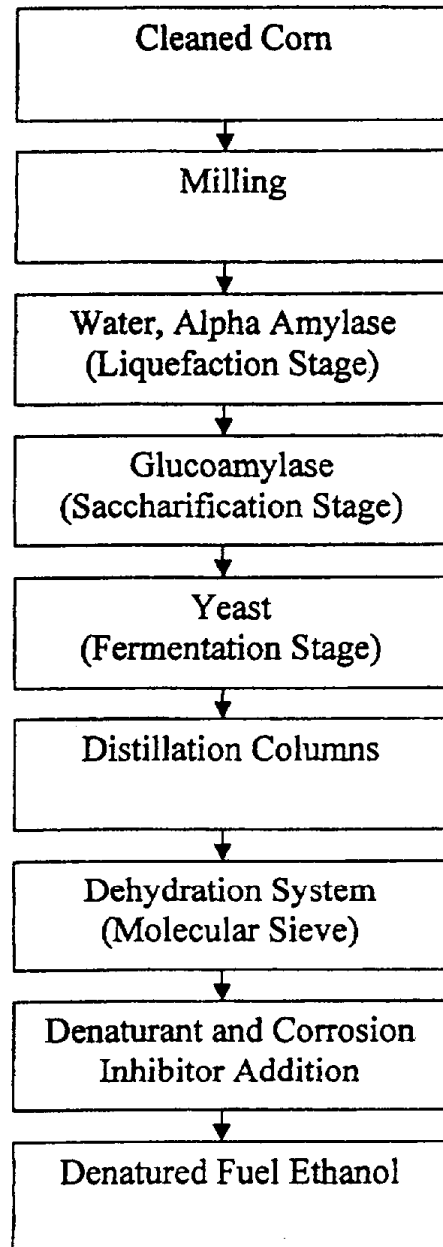 Cleaned Corn
Milling
Water, Alpha Amylase
(Liquefaction Stage)
Glucoamylase
(Saccharification Stage)
Yeast
(Fermentation Stage)
Distillation Columns
Dehydration System
(Molecular Sieve)
Denaturant and Corrosion
Inhibitor Addition
Denatured Fuel Ethanol